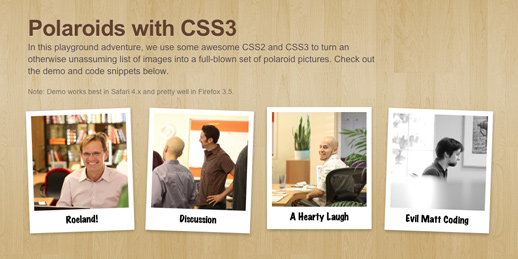 Polaroids with CSS3
In this playground adventure, we use some awesome CSS2 and CSS3 to turn an
otherwise unassuming list of images into a full-blown set of polaroid pictures. Check out
the demo and code snippets below.
Note: Demo works best in Safari 4.x and pretty well in Firefox 3.5.
Roeland!
Discussion
A Hearty Laugh
Evil Matt Coding